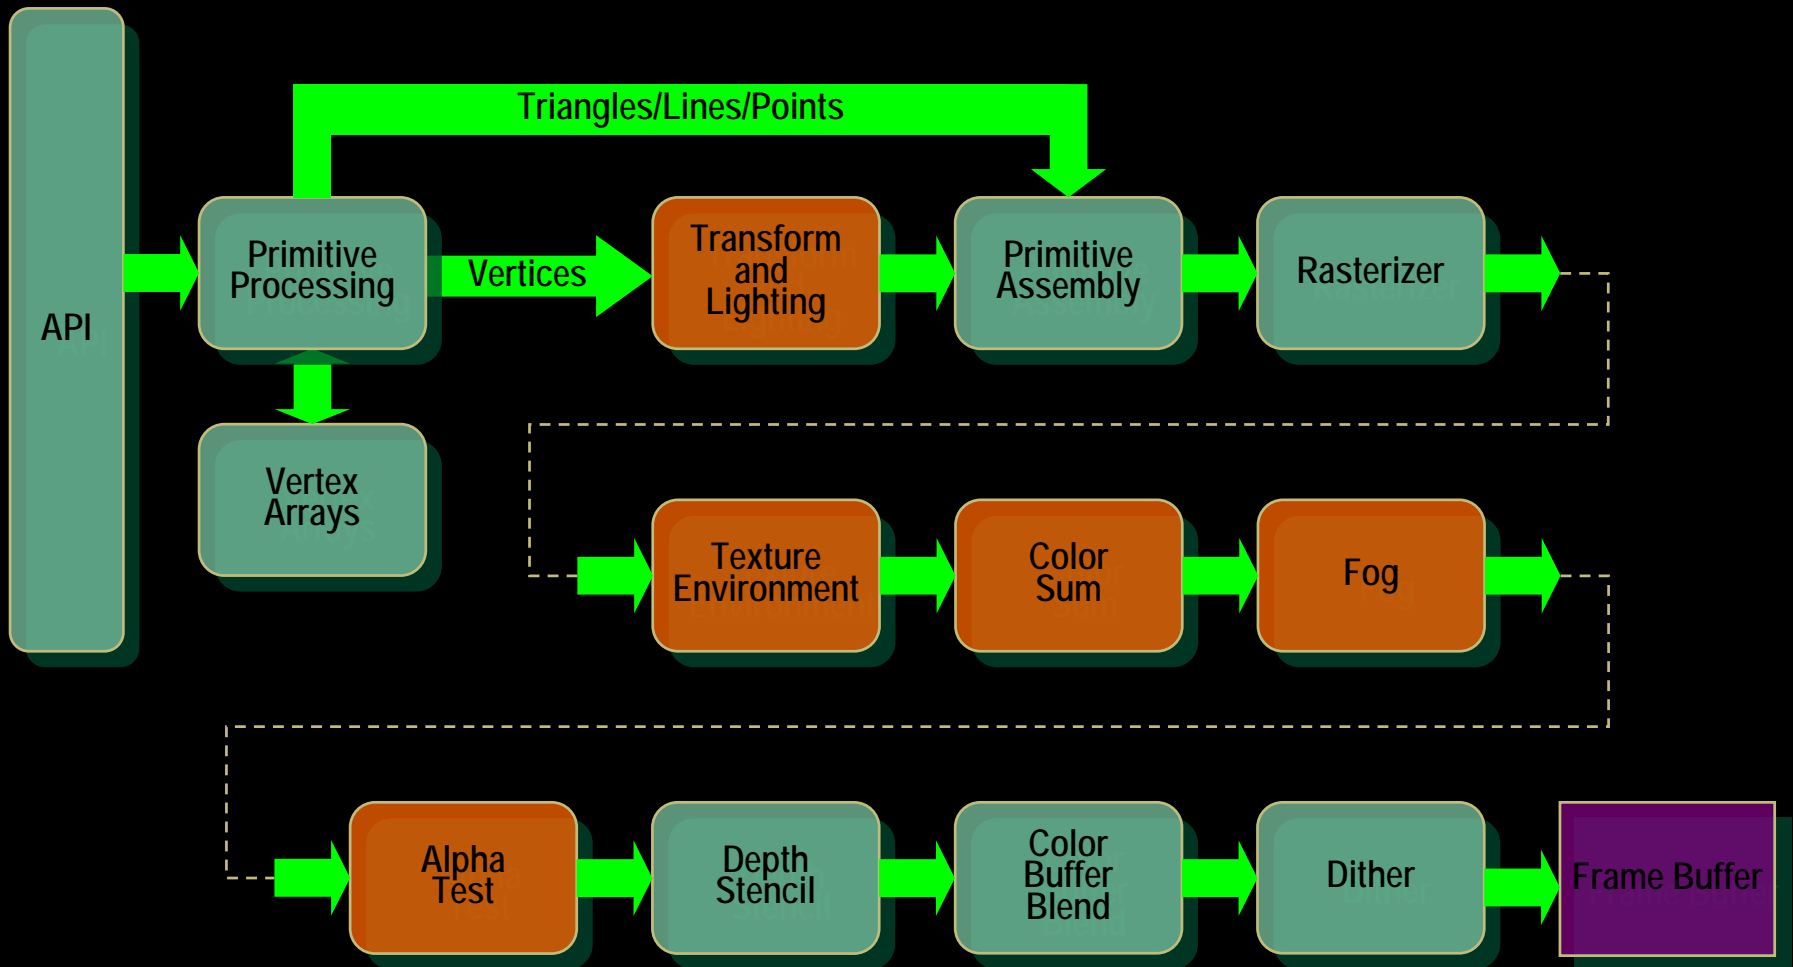 Triangles/Lines/Points
API
Primitive
Processing
Vertices
Transform
and
Lighting
Primitive
Assembly
Rasterizer
Vertex
Arrays
Texture
Environment
Color
Sum
Fog
Alpha
Test
Depth
Stencil
Color
Buffer
Blend
Dither
Frame Buffer